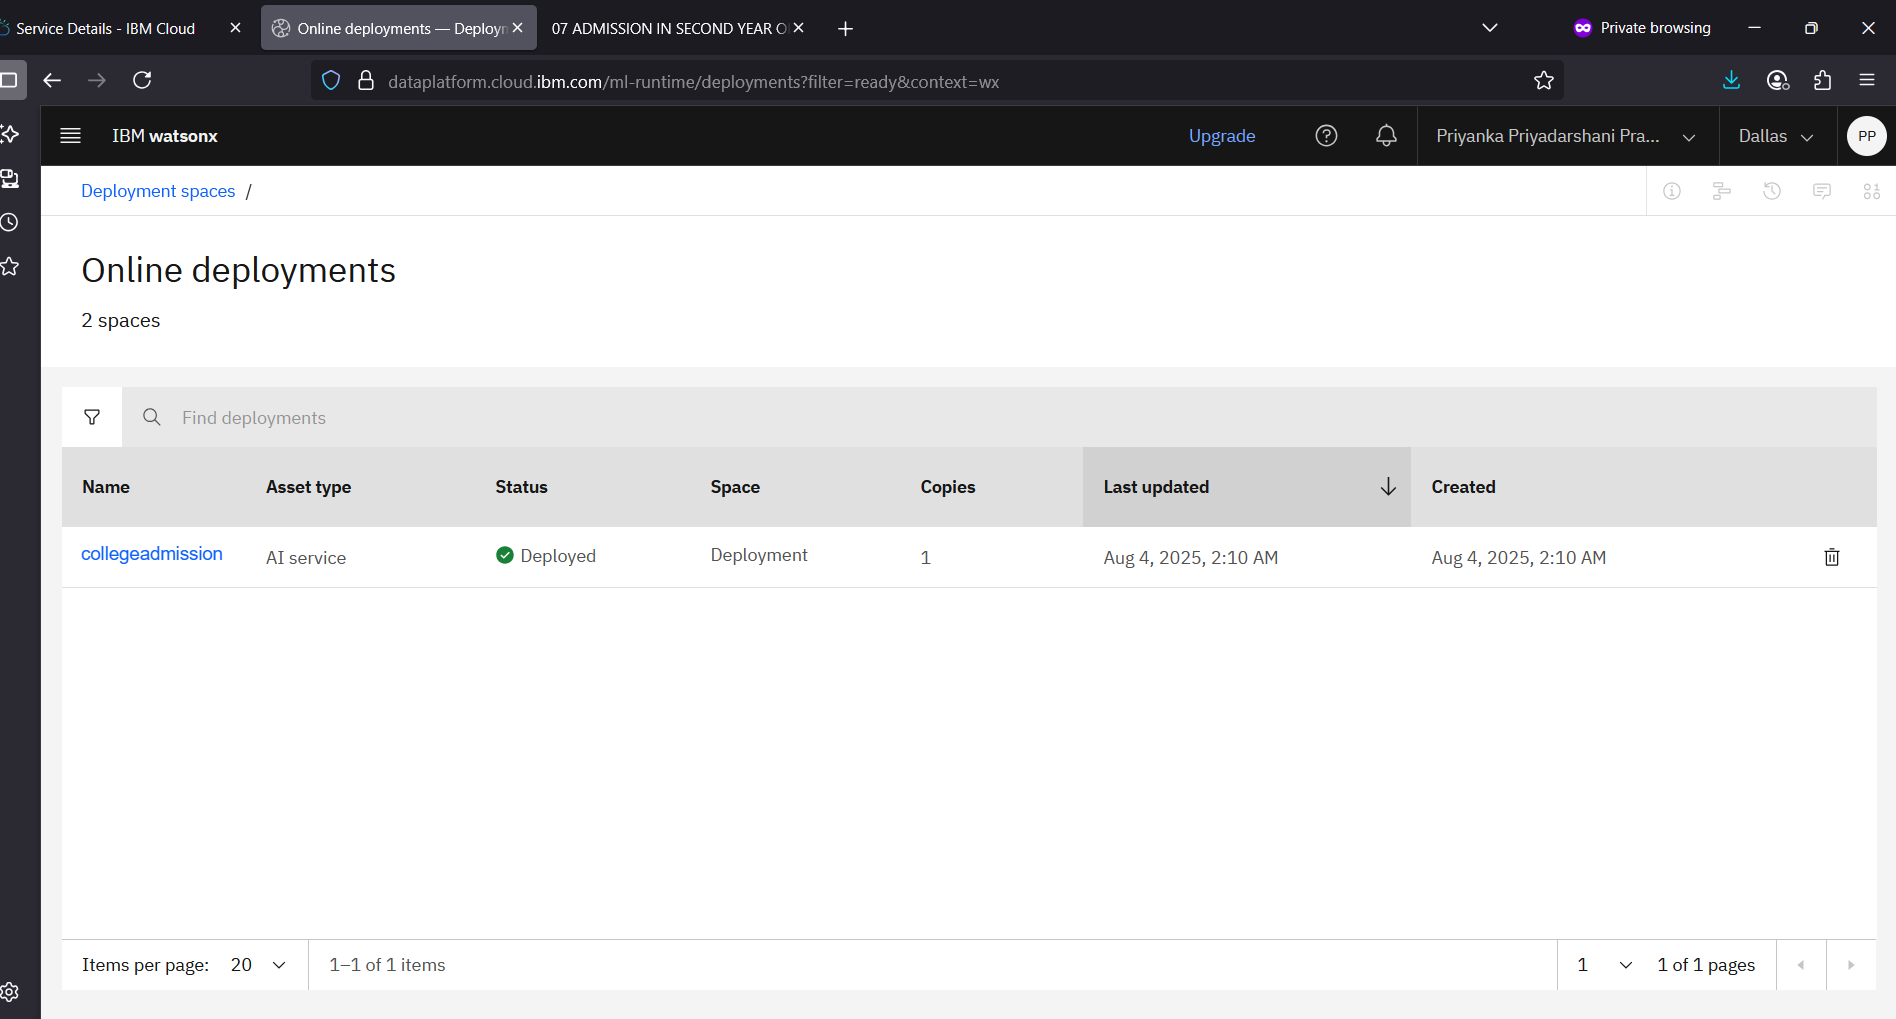 Service Details - IBM Cloud
Online deployments — Deploy
07 ADMISSION IN SECOND YEAR O
Private browsing
dataplatform.cloud.ibm.com/ml-runtime/deployments?filter=ready&context=wx
IBM watsonx
Upgrade
Priyanka Priyadarshani Pra...
Dallas
PP
Deployment spaces /
Online deployments
2 spaces
Find deployments
Name Asset type Status Space Copies Last updated Created
collegeadmission AI service Deployed Deployment 1 Aug 4, 2025, 2:10 AM Aug 4, 2025, 2:10 AM
Items per page: 20 1–1 of 1 items 1 1 of 1 pages